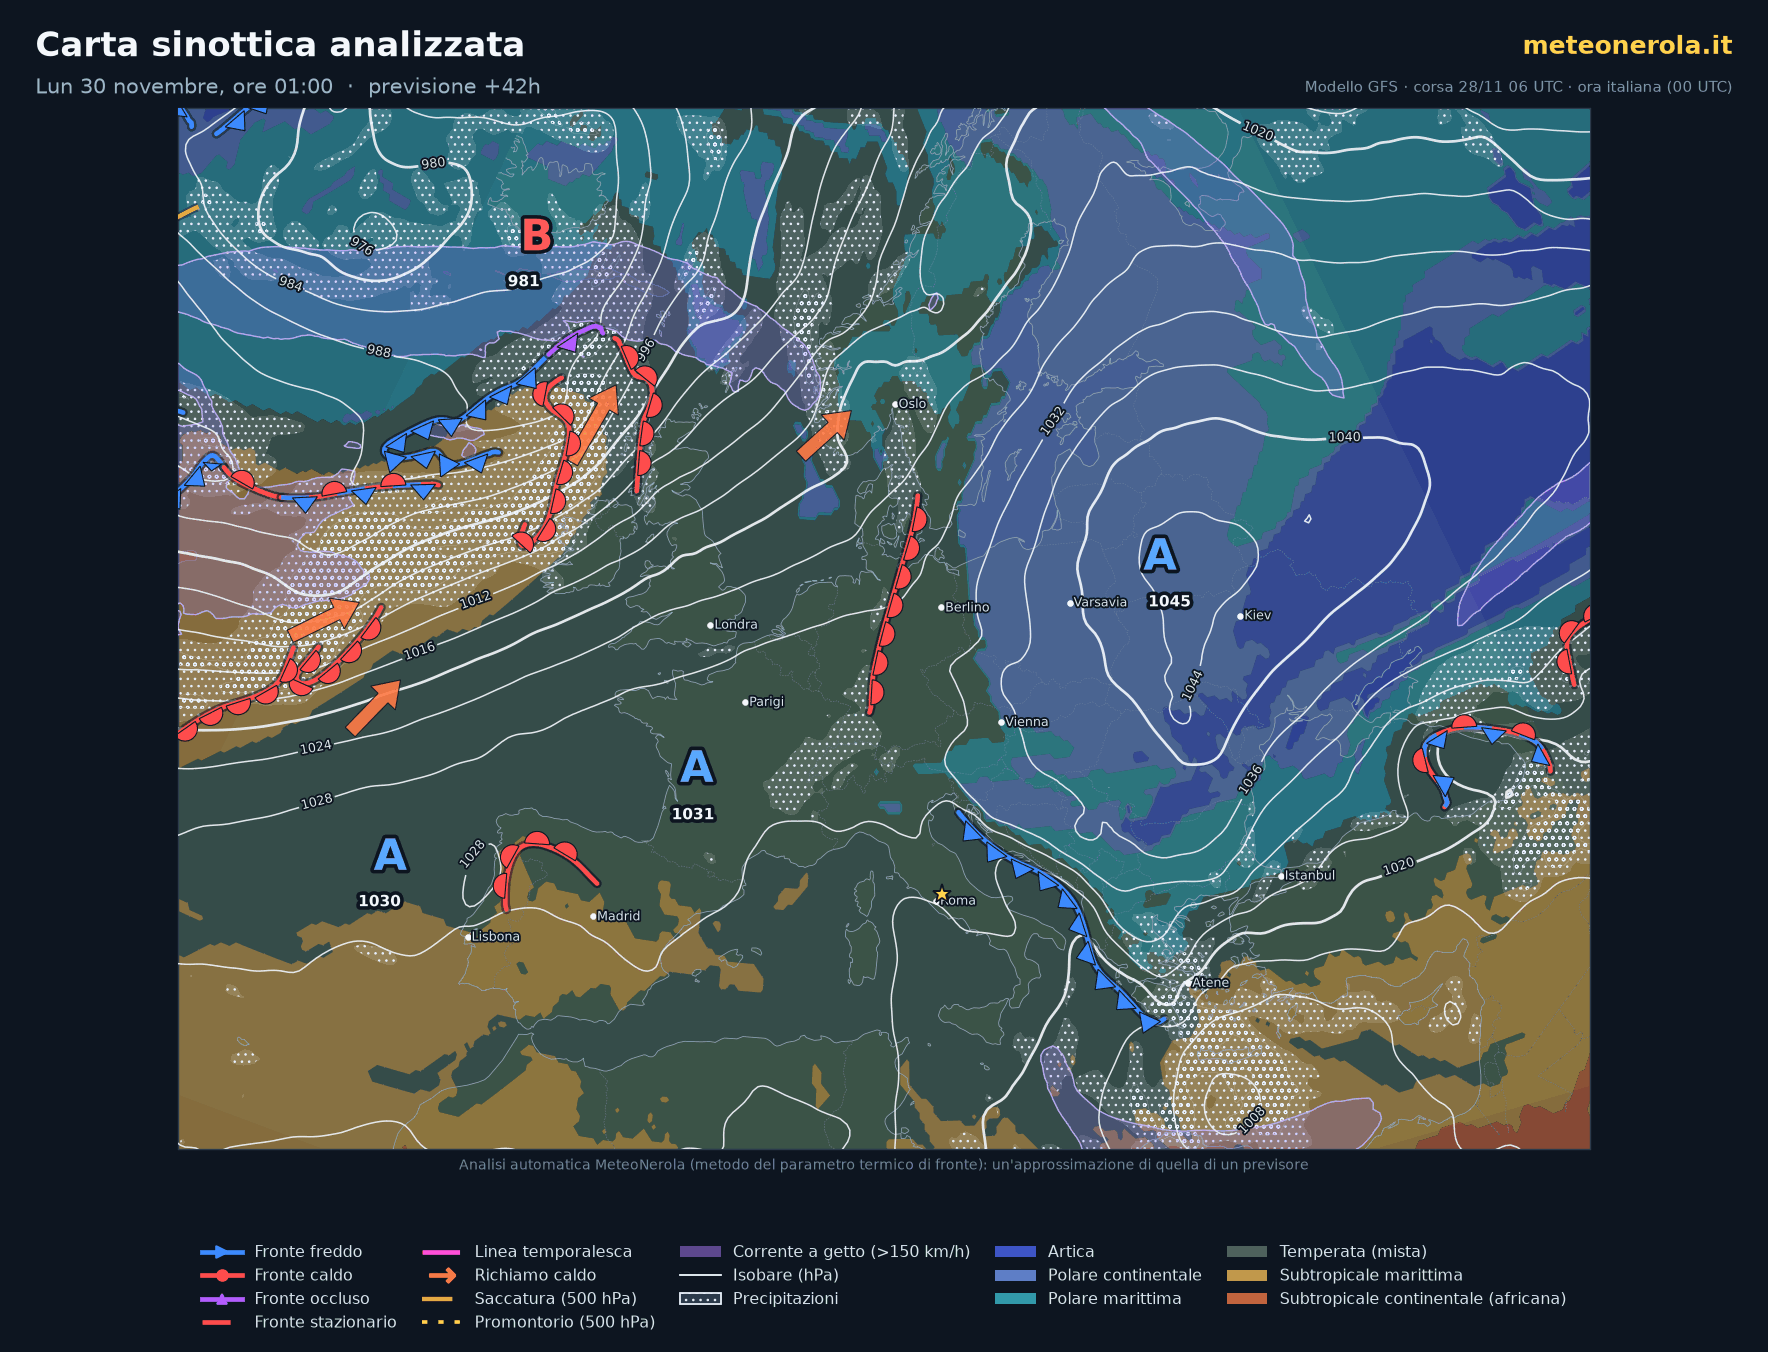 Carta sinottica analizzata
meteonerola.it
Lun 30 novembre, ore 01:00 · previsione +42h
Modello GFS · corsa 28/11 06 UTC · ora italiana (00 UTC)
1020
980
976
B
981
984
988
996
Oslo
1032
1040
A
1045
1012
Berlino
Varsavia
Kiev
Londra
1016
1044
Parigi
Vienna
1024
A
1031
1036
1028
1028
A
1030
1020
Istanbul
Roma
Madrid
Lisbona
Atene
1008
Analisi automatica MeteoNerola (metodo del parametro termico di fronte): un'approssimazione di quella di un previsore
Fronte freddo
Fronte caldo
Fronte occluso
Fronte stazionario
Linea temporalesca
Richiamo caldo
Saccatura (500 hPa)
Promontorio (500 hPa)
Corrente a getto (>150 km/h)
Isobare (hPa)
Precipitazioni
Artica
Polare continentale
Polare marittima
Temperata (mista)
Subtropicale marittima
Subtropicale continentale (africana)